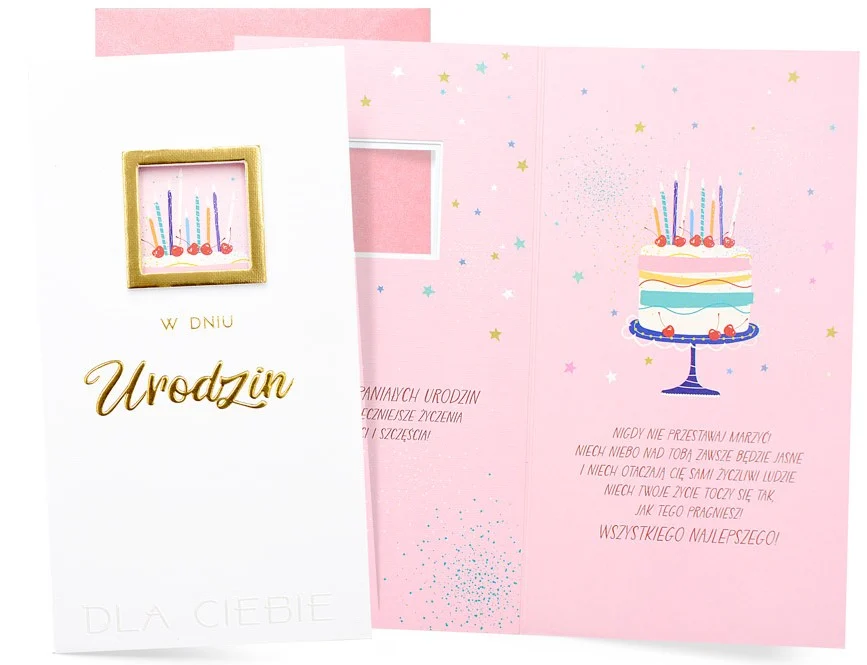 W DNIU
Urodzin
DLA CIEBIE
URODZIN
ŻYCZENIA
I SZCZĘŚCIA!
NIGDY NIE PRZESTAWAJ MARZYĆ!
NIECH NIEBO NAD TOBĄ ZAWSZE BĘDZIE JASNE
I NIECH OTACZAJĄ CIĘ SAMI ŻYCZLIWI LUDZIE
NIECH TWOJE ŻYCIE TOCZY SIĘ TAK,
JAK TEGO PRAGNIESZ!
WSZYSTKIEGO NAJLEPSZEGO!